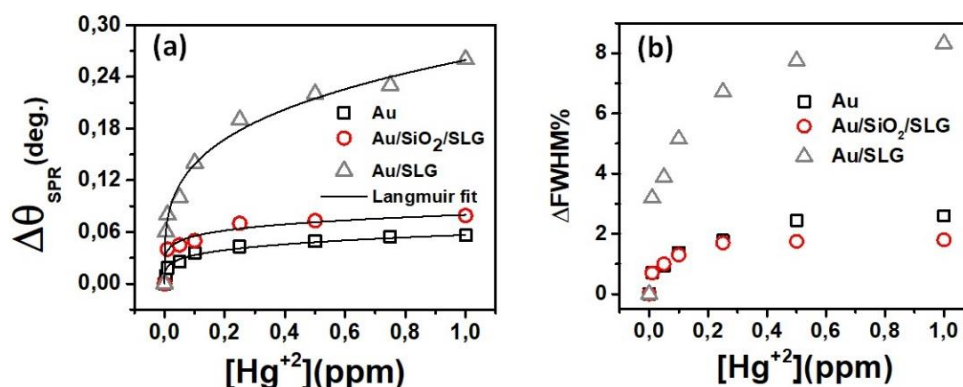 (a)
Δθ_SPR(deg.)
0,30
0,24
0,18
0,12
0,06
0,00
Au
Au/SiO₂/SLG
Au/SLG
Langmuir fit
0,0 0,2 0,4 0,6 0,8 1,0
[Hg⁺²](ppm)
(b)
ΔFWHM%
8
6
4
2
0
Au
Au/SiO₂/SLG
Au/SLG
0,0 0,2 0,4 0,6 0,8 1,0
[Hg⁺²](ppm)